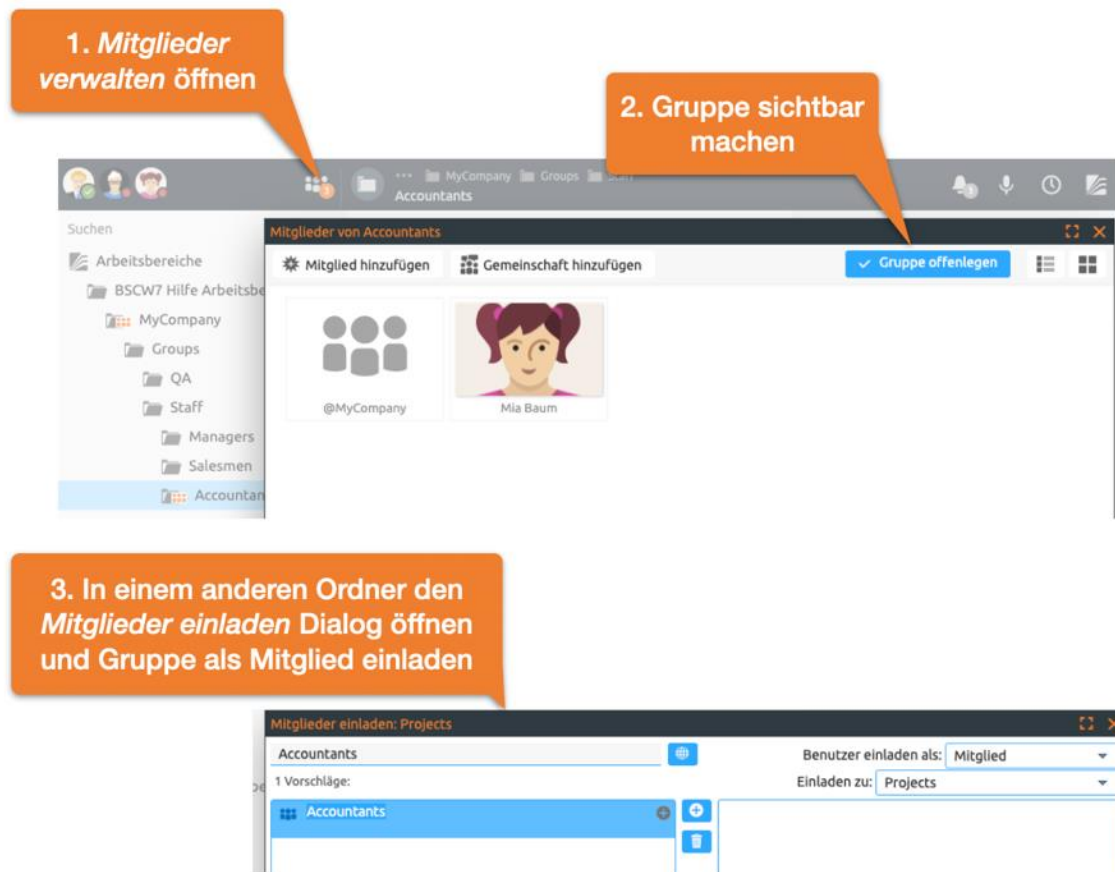 1. Mitglieder
verwalten öffnen
2. Gruppe sichtbar
machen
3
··· MyCompany Groups Staff
Accountants
1
Suchen
Mitglieder von Accountants
Arbeitsbereiche
Mitglied hinzufügen
Gemeinschaft hinzufügen
Gruppe offenlegen
BSCW7 Hilfe Arbeitsbe
MyCompany
Groups
QA
Staff
@MyCompany
Mia Baum
Managers
Salesmen
Accountan
3. In einem anderen Ordner den
Mitglieder einladen Dialog öffnen
und Gruppe als Mitglied einladen
Mitglieder einladen: Projects
Accountants
Benutzer einladen als: Mitglied
1 Vorschläge:
Einladen zu: Projects
Accountants